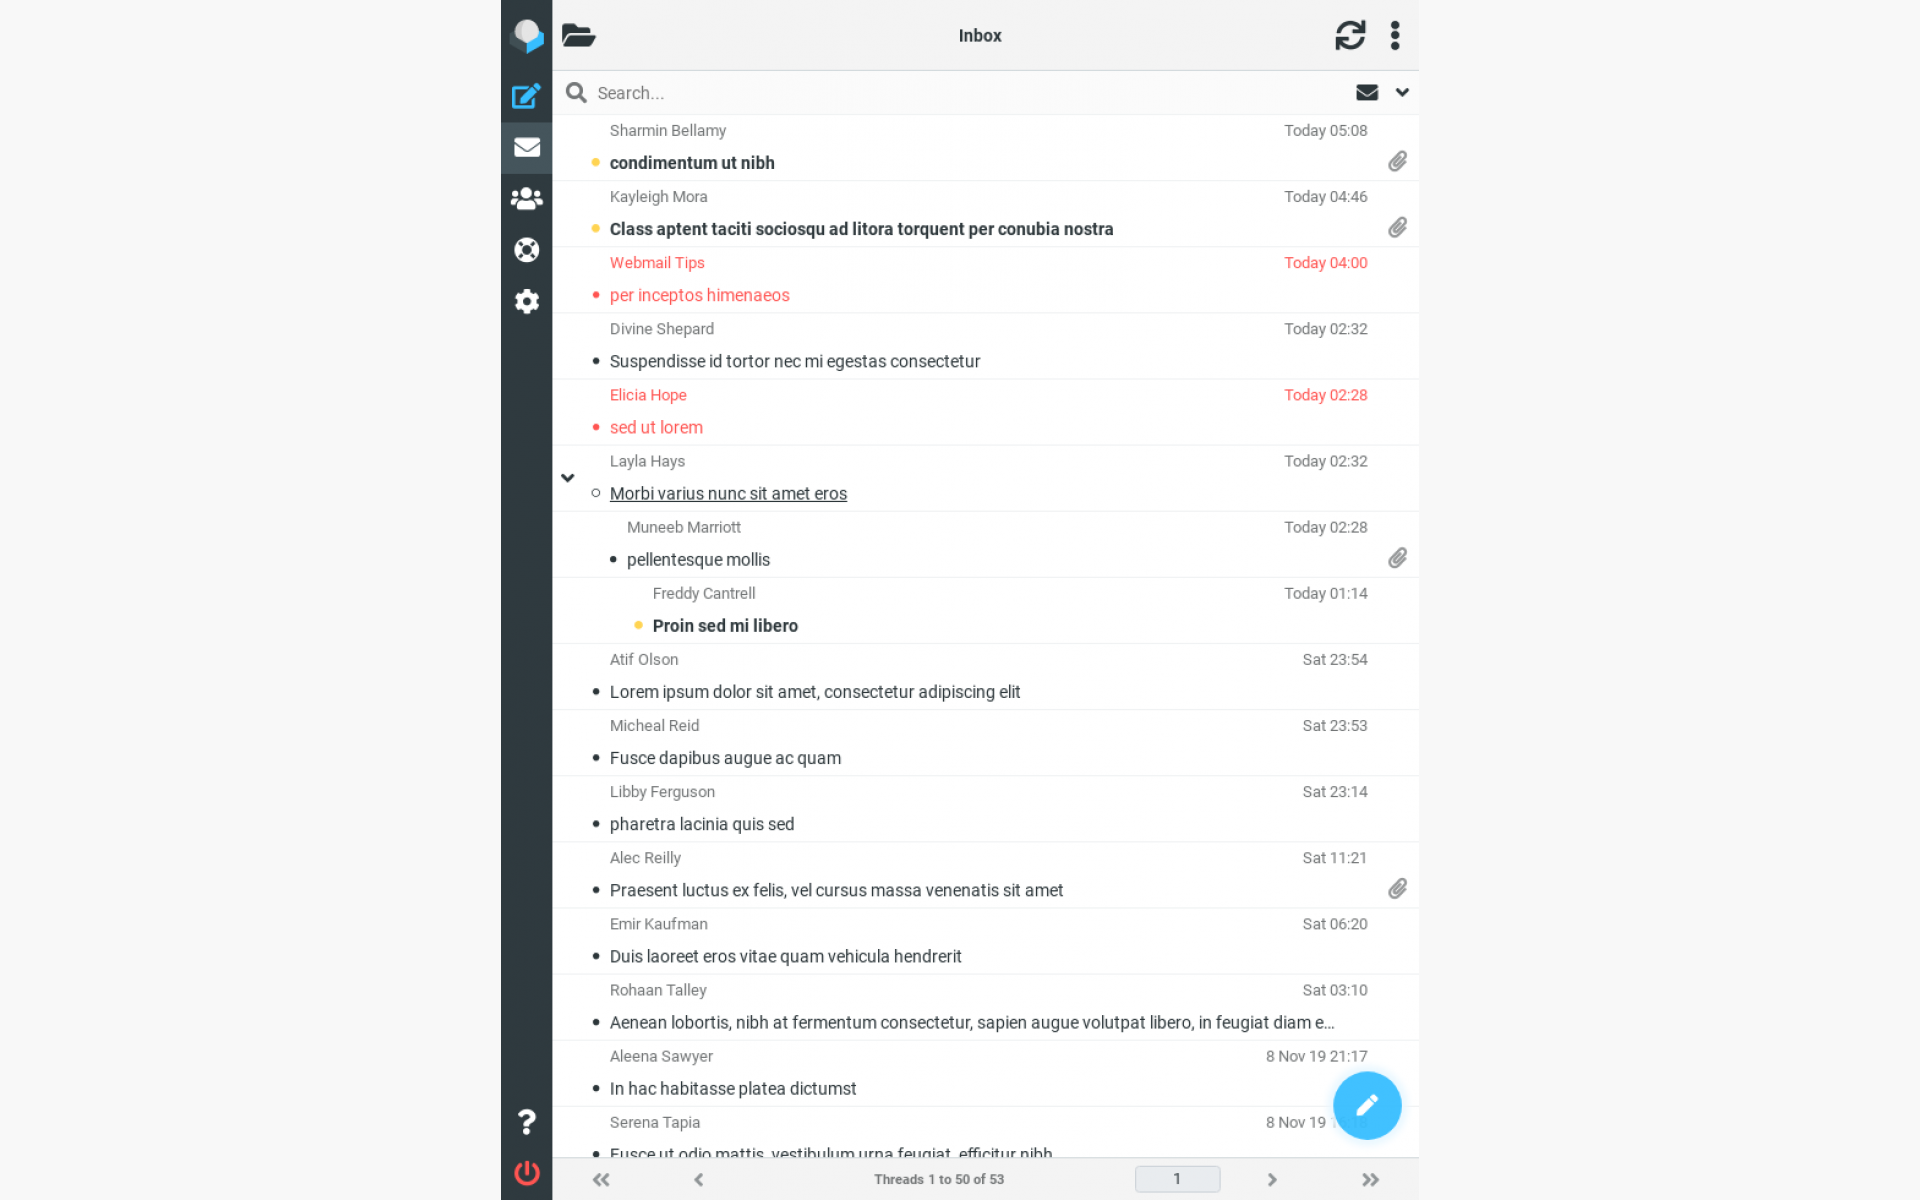 Inbox
Search...
Sharmin Bellamy Today 05:08
condimentum ut nibh
Kayleigh Mora Today 04:46
Class aptent taciti sociosqu ad litora torquent per conubia nostra
Webmail Tips Today 04:00
per inceptos himenaeos
Divine Shepard Today 02:32
Suspendisse id tortor nec mi egestas consectetur
Elicia Hope Today 02:28
sed ut lorem
Layla Hays Today 02:32
Morbi varius nunc sit amet eros
Muneeb Marriott Today 02:28
pellentesque mollis
Freddy Cantrell Today 01:14
Proin sed mi libero
Atif Olson Sat 23:54
Lorem ipsum dolor sit amet, consectetur adipiscing elit
Micheal Reid Sat 23:53
Fusce dapibus augue ac quam
Libby Ferguson Sat 23:14
pharetra lacinia quis sed
Alec Reilly Sat 11:21
Praesent luctus ex felis, vel cursus massa venenatis sit amet
Emir Kaufman Sat 06:20
Duis laoreet eros vitae quam vehicula hendrerit
Rohaan Talley Sat 03:10
Aenean lobortis, nibh at fermentum consectetur, sapien augue volutpat libero, in feugiat diam e...
Aleena Sawyer 8 Nov 19 21:17
In hac habitasse platea dictumst
Serena Tapia 8 Nov 19
Fusce ut odio mattis, vestibulum urna feugiat, efficitur nibh
Threads 1 to 50 of 53 1